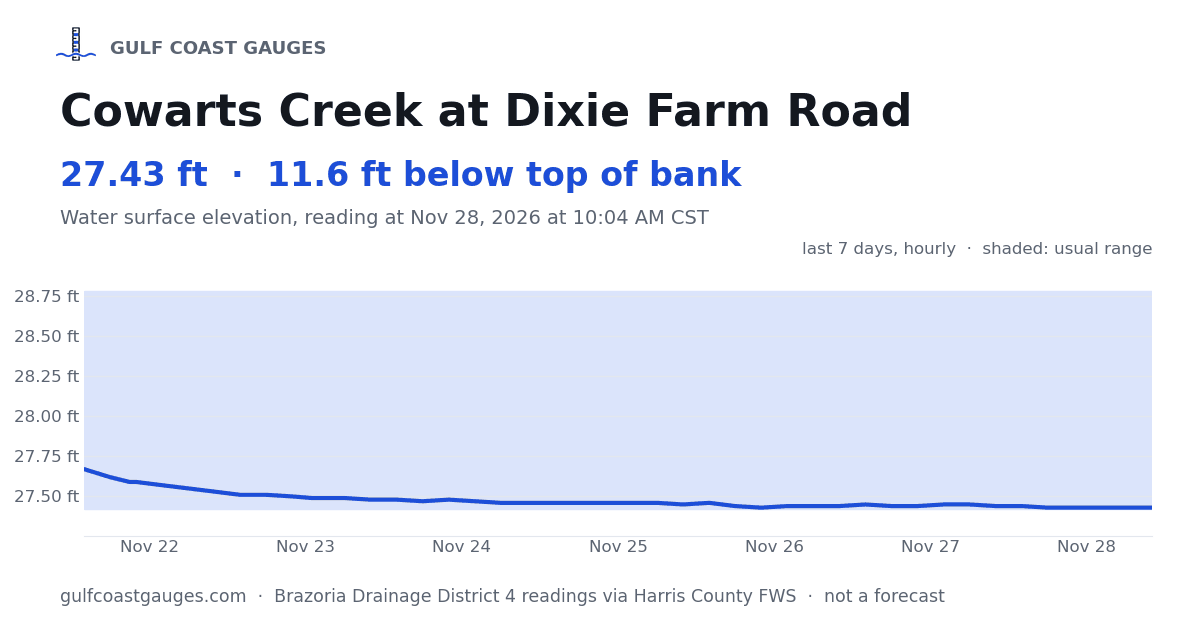 GULF COAST GAUGES
Cowarts Creek at Dixie Farm Road
27.43 ft · 11.6 ft below top of bank
Water surface elevation, reading at Nov 28, 2026 at 10:04 AM CST
last 7 days, hourly · shaded: usual range
28.75 ft
28.50 ft
28.25 ft
28.00 ft
27.75 ft
27.50 ft
Nov 22 Nov 23 Nov 24 Nov 25 Nov 26 Nov 27 Nov 28
gulfcoastgauges.com · Brazoria Drainage District 4 readings via Harris County FWS · not a forecast